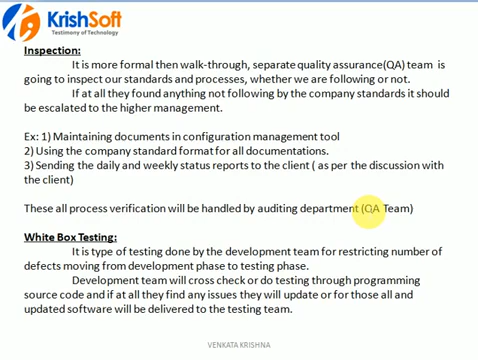 KrishSoft
Testimony of Technology
Inspection:
It is more formal then walk-through, separate quality assurance(QA) team is
going to inspect our standards and processes, whether we are following or not.
If at all they found anything not following by the company standards it should
be escalated to the higher management.
Ex: 1) Maintaining documents in configuration management tool
2) Using the company standard format for all documentations.
3) Sending the daily and weekly status reports to the client ( as per the discussion with
the client)
These all process verification will be handled by auditing department (QA Team)
White Box Testing:
It is type of testing done by the development team for restricting number of
defects moving from development phase to testing phase.
Development team will cross check or do testing through programming
source code and if at all they find any issues they will update or for those all and
updated software will be delivered to the testing team.
VENKATA KRISHNA